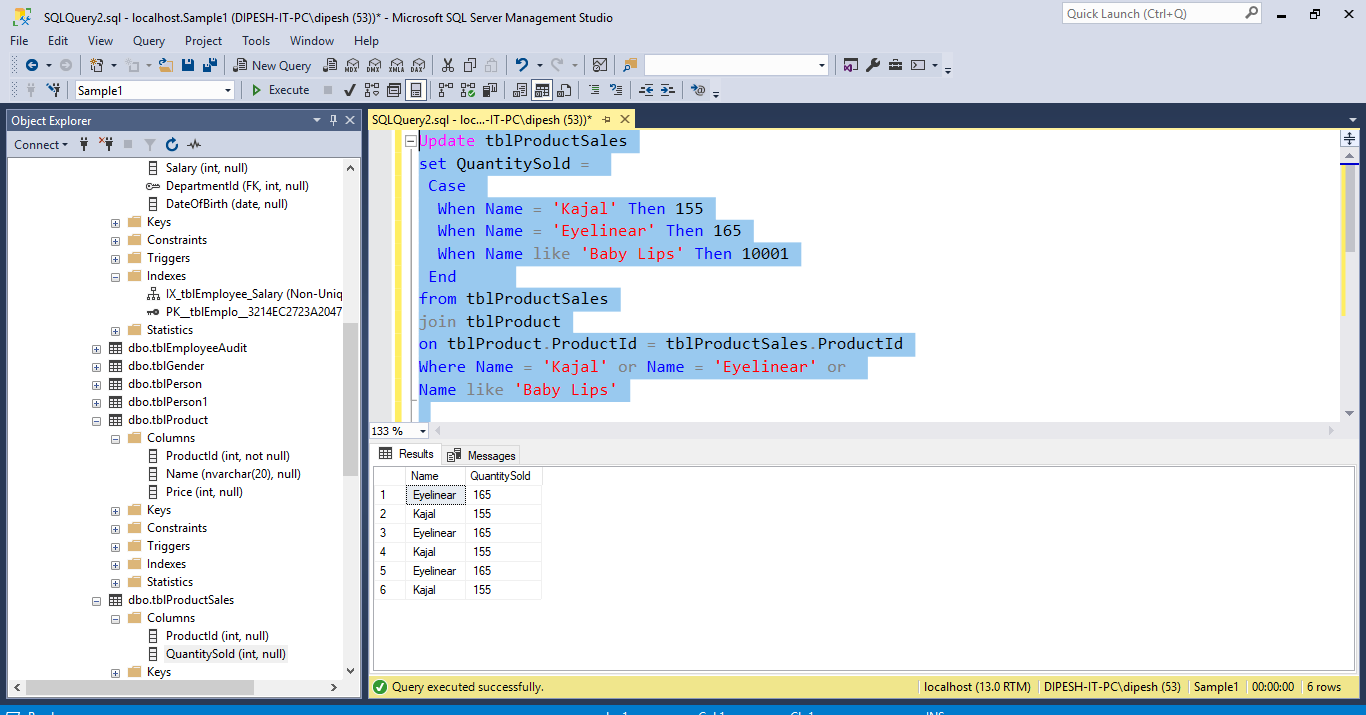 SQLQuery2.sql - localhost.Sample1 (DIPESH-IT-PC\dipesh (53))* - Microsoft SQL Server Management Studio
Quick Launch (Ctrl+Q)
File Edit View Query Project Tools Window Help
New Query MDX DMX XMLA DAX
Sample1 Execute
Object Explorer
Connect
Salary (int, null)
DepartmentId (FK, int, null)
DateOfBirth (date, null)
Keys
Constraints
Triggers
Indexes
IX_tblEmployee_Salary (Non-Uniq
PK__tblEmplo__3214EC2723A2047
Statistics
dbo.tblEmployeeAudit
dbo.tblGender
dbo.tblPerson
dbo.tblPerson1
dbo.tblProduct
Columns
ProductId (int, not null)
Name (nvarchar(20), null)
Price (int, null)
Keys
Constraints
Triggers
Indexes
Statistics
dbo.tblProductSales
Columns
ProductId (int, null)
QuantitySold (int, null)
Keys
SQLQuery2.sql - loc...-IT-PC\dipesh (53))*
Update tblProductSales
set QuantitySold =
Case
When Name = 'Kajal' Then 155
When Name = 'Eyelinear' Then 165
When Name like 'Baby Lips' Then 10001
End
from tblProductSales
join tblProduct
on tblProduct.ProductId = tblProductSales.ProductId
Where Name = 'Kajal' or Name = 'Eyelinear' or
Name like 'Baby Lips'
133 %
Results Messages
Name QuantitySold
1 Eyelinear 165
2 Kajal 155
3 Eyelinear 165
4 Kajal 155
5 Eyelinear 165
6 Kajal 155
Query executed successfully. localhost (13.0 RTM) DIPESH-IT-PC\dipesh (53) Sample1 00:00:00 6 rows